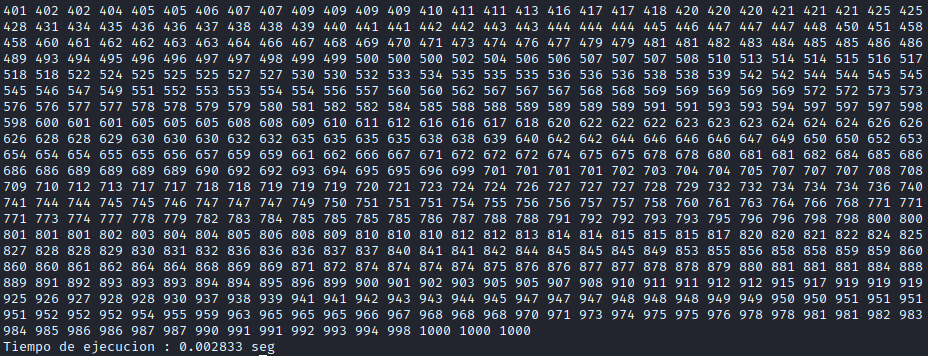 401 402 402 404 405 405 406 407 407 409 409 409 409 410 411 411 413 416 417 417 418 420 420 420 421 421 421 425 425
428 431 434 435 436 436 437 438 438 439 440 441 441 442 442 443 443 444 444 444 444 445 446 447 447 447 448 450 451 458
458 460 461 462 462 463 463 464 466 467 468 469 470 471 473 474 476 477 479 479 481 481 482 483 484 485 485 486 486
489 493 494 495 496 496 497 497 498 499 499 500 500 500 502 504 506 506 507 507 507 508 510 513 514 514 515 516 517
518 518 522 524 525 525 525 527 527 530 530 532 533 534 535 535 535 536 536 536 538 538 539 542 542 544 544 545 545
545 546 547 549 551 552 553 553 554 554 556 557 560 560 562 567 567 567 568 568 569 569 569 569 572 572 573 573
576 576 577 577 578 578 579 579 580 581 582 582 584 585 588 588 589 589 589 589 591 591 593 593 594 597 597 597 598
598 600 601 601 605 605 605 608 608 609 610 611 612 616 616 617 618 620 622 622 622 623 623 623 624 624 624 626 626
626 628 628 629 630 630 630 632 632 635 635 635 635 638 638 639 640 642 642 644 646 646 646 647 649 650 650 652 653
654 654 654 655 655 656 657 659 659 661 662 666 667 671 672 672 672 674 675 675 678 678 680 681 681 682 684 685 686
686 686 689 689 689 689 690 692 692 693 694 695 695 696 699 701 701 701 701 702 703 704 704 705 707 707 707 708 708
709 710 712 713 717 717 718 718 719 719 719 720 721 723 724 724 726 727 727 727 728 729 732 732 734 734 734 736 740
741 744 744 745 745 746 747 747 747 749 750 751 751 751 754 755 756 756 757 757 758 760 761 763 764 766 768 771 771
771 773 774 777 778 779 782 783 784 785 785 785 785 786 787 788 788 791 792 792 793 793 795 796 796 798 798 800 800
801 801 801 802 803 804 804 805 806 808 809 810 810 810 812 812 813 814 814 815 815 815 817 820 820 821 822 824 825
827 828 828 829 830 831 832 836 836 836 837 837 840 841 841 842 844 845 845 845 849 853 855 856 858 858 859 859 860
860 860 861 862 864 864 868 869 869 871 872 874 874 874 874 875 876 876 877 877 878 878 879 880 881 881 881 884 888
889 891 892 893 893 893 894 894 895 896 899 900 901 902 903 905 905 907 908 910 911 911 912 912 915 917 919 919 919
925 926 927 928 928 930 937 938 939 941 941 942 943 943 944 945 947 947 947 948 948 948 949 949 950 950 951 951 951
951 952 952 952 954 955 959 963 965 965 965 965 966 966 967 968 968 968 970 971 973 974 975 975 976 978 978 981 981 982 983
984 985 986 986 987 987 990 991 991 992 993 994 998 1000 1000 1000
Tiempo de ejecucion : 0.002833 seg